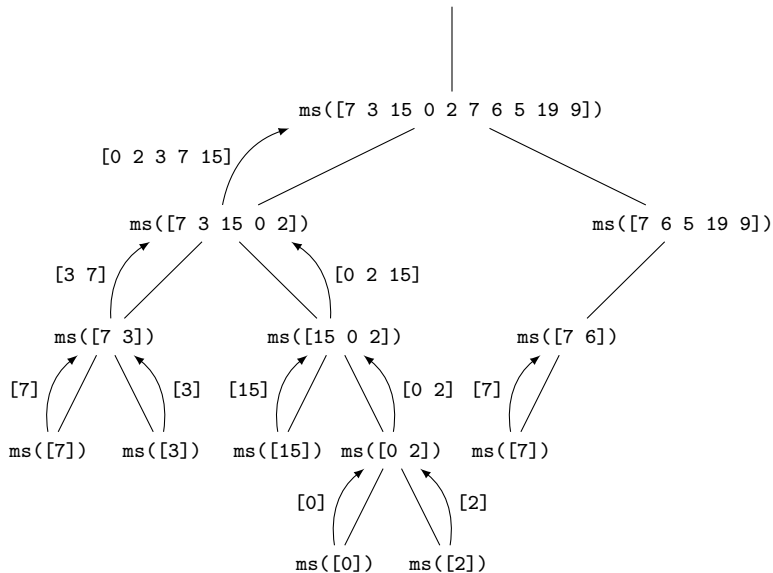 ms([7 3 15 0 2 7 6 5 19 9])
[0 2 3 7 15]
ms([7 3 15 0 2])
ms([7 6 5 19 9])
[3 7]
[0 2 15]
ms([7 3])
ms([15 0 2])
ms([7 6])
[7]
[3]
[15]
[0 2]
[7]
ms([7])
ms([3])
ms([15])
ms([0 2])
ms([7])
[0]
[2]
ms([0])
ms([2])